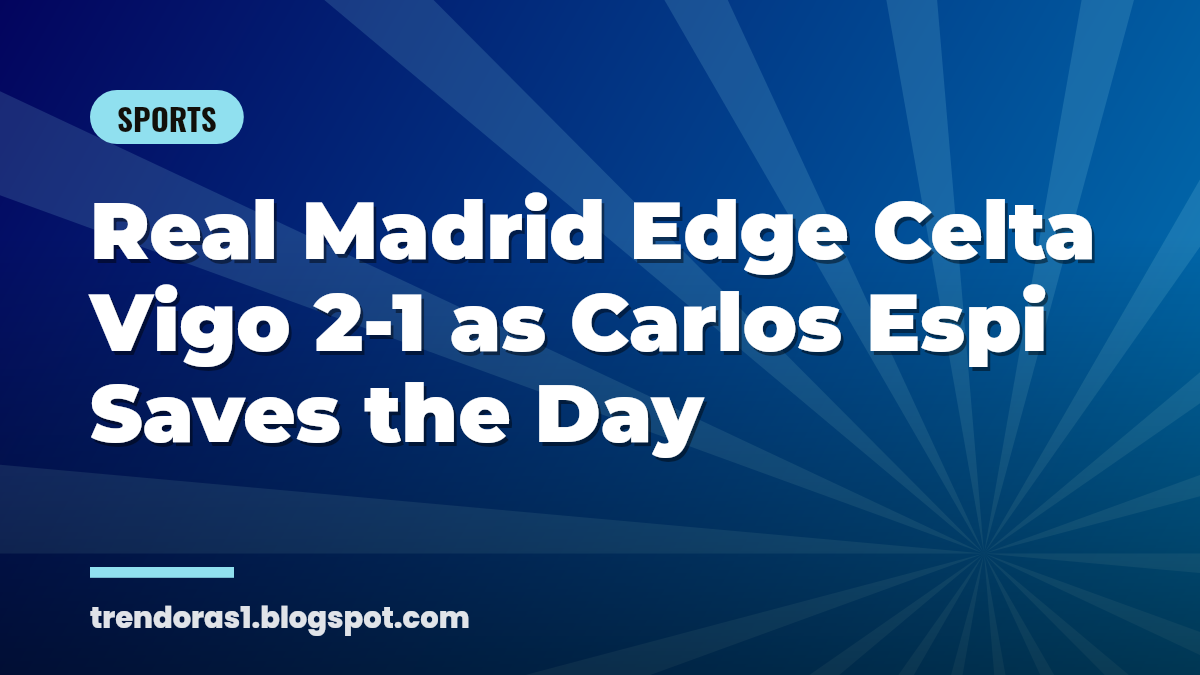 SPORTS
Real Madrid Edge Celta
Vigo 2-1 as Carlos Espi
Saves the Day
trendoras1.blogspot.com